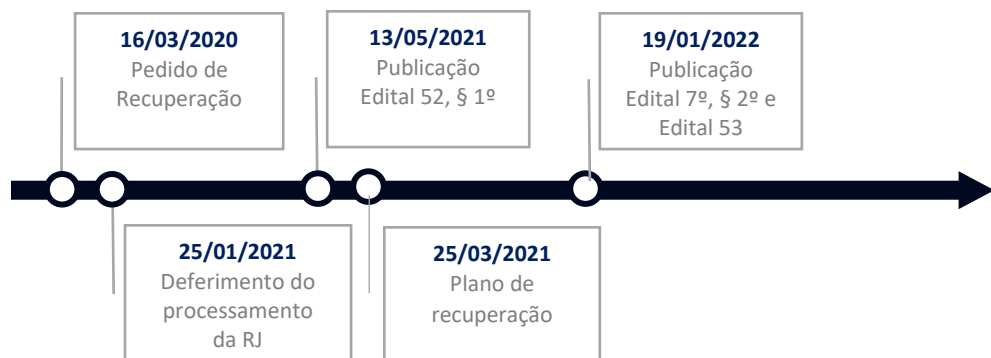 16/03/2020
Pedido de
Recuperação
13/05/2021
Publicação
Edital 52, § 1º
19/01/2022
Publicação
Edital 7º, § 2º e
Edital 53
25/01/2021
Deferimento do
processamento
da RJ
25/03/2021
Plano de
recuperação